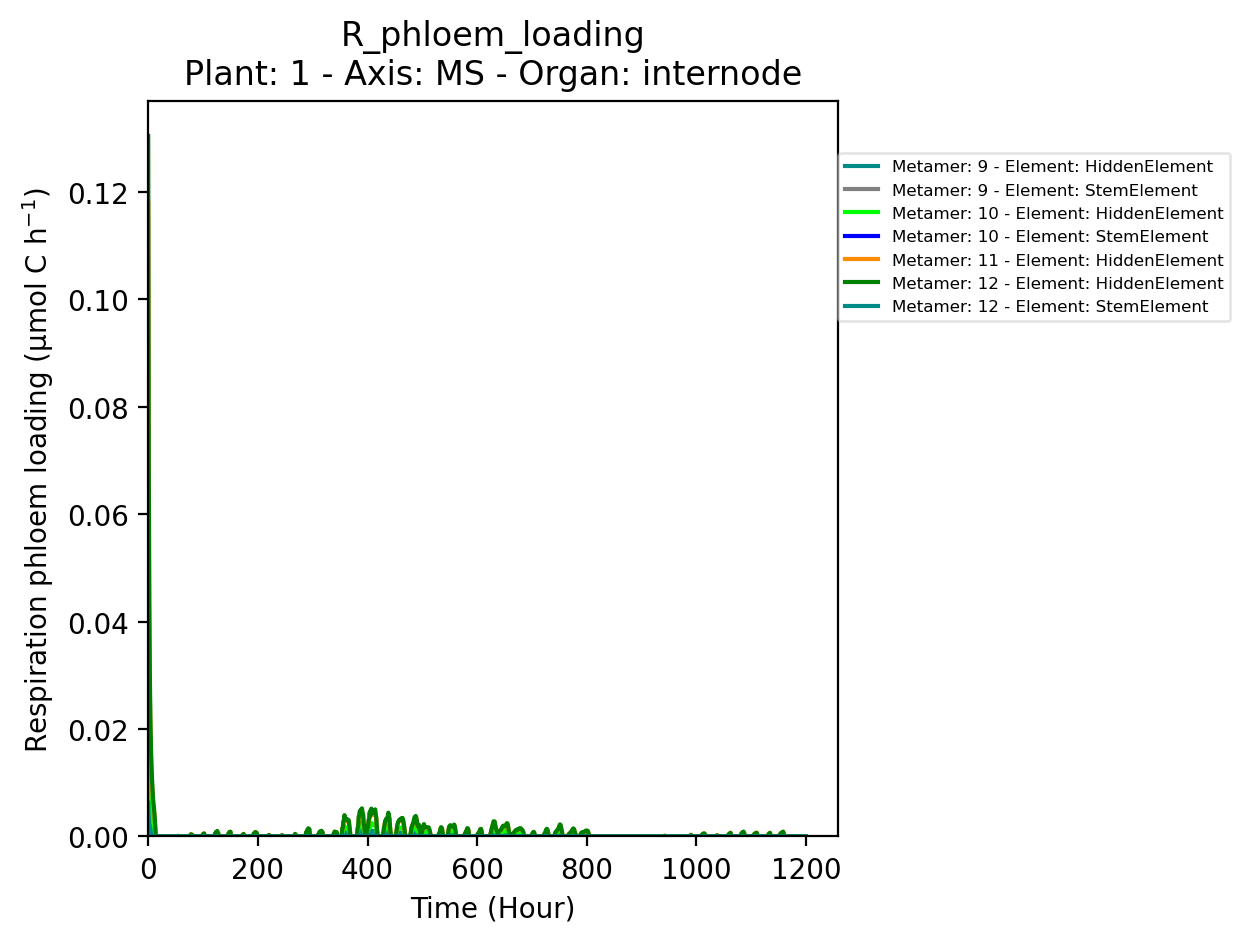 R_phloem_loading
Plant: 1 - Axis: MS - Organ: internode
Respiration phloem loading (µmol C h⁻¹)
0.12
0.10
0.08
0.06
0.04
0.02
0.00
0 200 400 600 800 1000 1200
Time (Hour)
Metamer: 9 - Element: HiddenElement
Metamer: 9 - Element: StemElement
Metamer: 10 - Element: HiddenElement
Metamer: 10 - Element: StemElement
Metamer: 11 - Element: HiddenElement
Metamer: 12 - Element: HiddenElement
Metamer: 12 - Element: StemElement